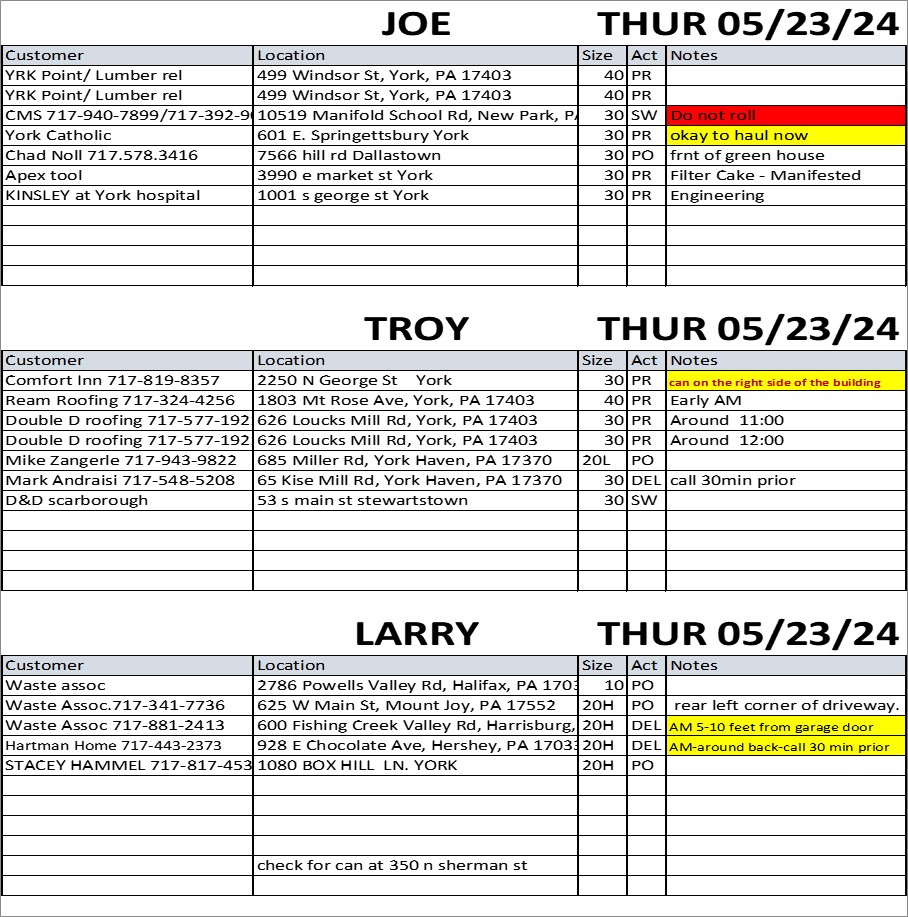 JOE THUR 05/23/24
Customer Location Size Act Notes
YRK Point/ Lumber rel 499 Windsor St, York, PA 17403 40 PR
YRK Point/ Lumber rel 499 Windsor St, York, PA 17403 40 PR
CMS 717-940-7899/717-392-9 10519 Manifold School Rd, New Park, PA 30 SW Do not roll
York Catholic 601 E. Springettsbury York 30 PR okay to haul now
Chad Noll 717.578.3416 7566 hill rd Dallastown 30 PO frnt of green house
Apex tool 3990 e market st York 30 PR Filter Cake - Manifested
KINSLEY at York hospital 1001 s george st York 30 PR Engineering
TROY THUR 05/23/24
Customer Location Size Act Notes
Comfort Inn 717-819-8357 2250 N George St York 30 PR can on the right side of the building
Ream Roofing 717-324-4256 1803 Mt Rose Ave, York, PA 17403 40 PR Early AM
Double D roofing 717-577-192 626 Loucks Mill Rd, York, PA 17403 30 PR Around 11:00
Double D roofing 717-577-192 626 Loucks Mill Rd, York, PA 17403 30 PR Around 12:00
Mike Zangerle 717-943-9822 685 Miller Rd, York Haven, PA 17370 20L PO
Mark Andraisi 717-548-5208 65 Kise Mill Rd, York Haven, PA 17370 30 DEL call 30min prior
D&D scarborough 53 s main st stewartstown 30 SW
LARRY THUR 05/23/24
Customer Location Size Act Notes
Waste assoc 2786 Powells Valley Rd, Halifax, PA 1703 10 PO
Waste Assoc.717-341-7736 625 W Main St, Mount Joy, PA 17552 20H PO rear left corner of driveway.
Waste Assoc 717-881-2413 600 Fishing Creek Valley Rd, Harrisburg, 20H DEL AM 5-10 feet from garage door
Hartman Home 717-443-2373 928 E Chocolate Ave, Hershey, PA 17033 20H DEL AM-around back-call 30 min prior
STACEY HAMMEL 717-817-453 1080 BOX HILL LN. YORK 20H PO
check for can at 350 n sherman st